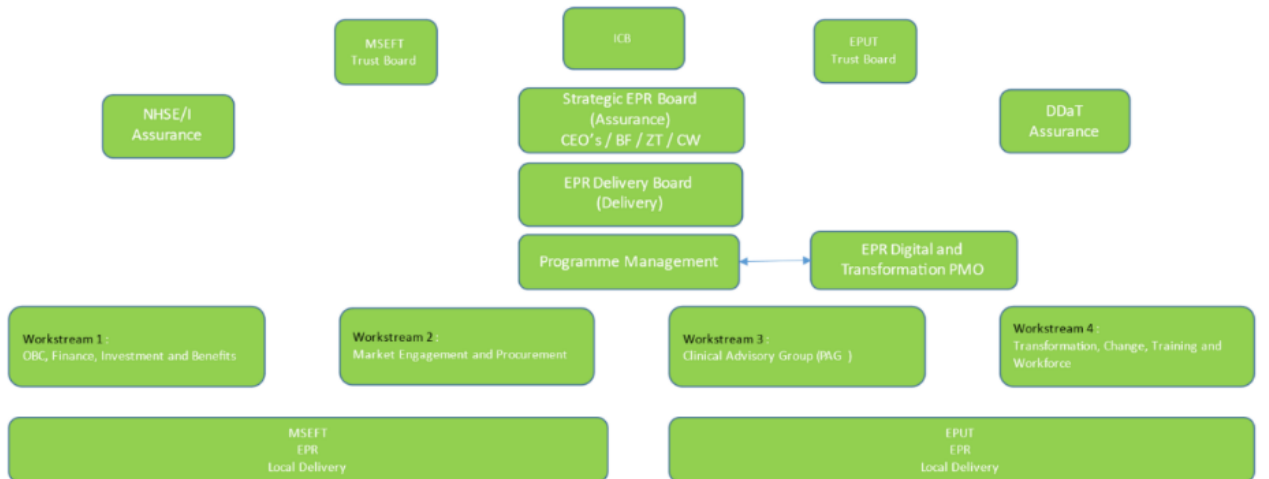 MSEFT
Trust Board
ICB
EPUT
Trust Board
NHSE/I
Assurance
Strategic EPR Board
(Assurance)
CEO's / BF / ZT / CW
DDaT
Assurance
EPR Delivery Board
(Delivery)
Programme Management
EPR Digital and
Transformation PMO
Workstream 1 :
OBC, Finance, Investment and Benefits
Workstream 2 :
Market Engagement and Procurement
Workstream 3 :
Clinical Advisory Group (PAG )
Workstream 4 :
Transformation, Change, Training and
Workforce
MSEFT
EPR
Local Delivery
EPUT
EPR
Local Delivery